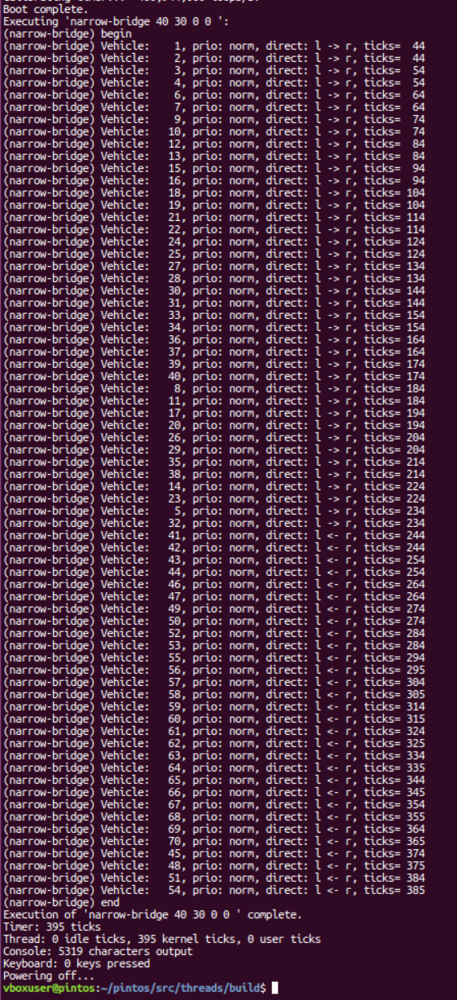 Boot complete.
Executing 'narrow-bridge 40 30 0 0 ':
(narrow-bridge) begin
(narrow-bridge) Vehicle:    1, prio: norm, direct: l -> r, ticks=  44
(narrow-bridge) Vehicle:    2, prio: norm, direct: l -> r, ticks=  44
(narrow-bridge) Vehicle:    3, prio: norm, direct: l -> r, ticks=  54
(narrow-bridge) Vehicle:    4, prio: norm, direct: l -> r, ticks=  54
(narrow-bridge) Vehicle:    6, prio: norm, direct: l -> r, ticks=  64
(narrow-bridge) Vehicle:    7, prio: norm, direct: l -> r, ticks=  64
(narrow-bridge) Vehicle:    9, prio: norm, direct: l -> r, ticks=  74
(narrow-bridge) Vehicle:   10, prio: norm, direct: l -> r, ticks=  74
(narrow-bridge) Vehicle:   12, prio: norm, direct: l -> r, ticks=  84
(narrow-bridge) Vehicle:   13, prio: norm, direct: l -> r, ticks=  84
(narrow-bridge) Vehicle:   15, prio: norm, direct: l -> r, ticks=  94
(narrow-bridge) Vehicle:   16, prio: norm, direct: l -> r, ticks=  94
(narrow-bridge) Vehicle:   18, prio: norm, direct: l -> r, ticks= 104
(narrow-bridge) Vehicle:   19, prio: norm, direct: l -> r, ticks= 104
(narrow-bridge) Vehicle:   21, prio: norm, direct: l -> r, ticks= 114
(narrow-bridge) Vehicle:   22, prio: norm, direct: l -> r, ticks= 114
(narrow-bridge) Vehicle:   24, prio: norm, direct: l -> r, ticks= 124
(narrow-bridge) Vehicle:   25, prio: norm, direct: l -> r, ticks= 124
(narrow-bridge) Vehicle:   27, prio: norm, direct: l -> r, ticks= 134
(narrow-bridge) Vehicle:   28, prio: norm, direct: l -> r, ticks= 134
(narrow-bridge) Vehicle:   30, prio: norm, direct: l -> r, ticks= 144
(narrow-bridge) Vehicle:   31, prio: norm, direct: l -> r, ticks= 144
(narrow-bridge) Vehicle:   33, prio: norm, direct: l -> r, ticks= 154
(narrow-bridge) Vehicle:   34, prio: norm, direct: l -> r, ticks= 154
(narrow-bridge) Vehicle:   36, prio: norm, direct: l -> r, ticks= 164
(narrow-bridge) Vehicle:   37, prio: norm, direct: l -> r, ticks= 164
(narrow-bridge) Vehicle:   39, prio: norm, direct: l -> r, ticks= 174
(narrow-bridge) Vehicle:   40, prio: norm, direct: l -> r, ticks= 174
(narrow-bridge) Vehicle:    8, prio: norm, direct: l -> r, ticks= 184
(narrow-bridge) Vehicle:   11, prio: norm, direct: l -> r, ticks= 184
(narrow-bridge) Vehicle:   17, prio: norm, direct: l -> r, ticks= 194
(narrow-bridge) Vehicle:   20, prio: norm, direct: l -> r, ticks= 194
(narrow-bridge) Vehicle:   26, prio: norm, direct: l -> r, ticks= 204
(narrow-bridge) Vehicle:   29, prio: norm, direct: l -> r, ticks= 204
(narrow-bridge) Vehicle:   35, prio: norm, direct: l -> r, ticks= 214
(narrow-bridge) Vehicle:   38, prio: norm, direct: l -> r, ticks= 214
(narrow-bridge) Vehicle:   14, prio: norm, direct: l -> r, ticks= 224
(narrow-bridge) Vehicle:   23, prio: norm, direct: l -> r, ticks= 224
(narrow-bridge) Vehicle:    5, prio: norm, direct: l -> r, ticks= 234
(narrow-bridge) Vehicle:   32, prio: norm, direct: l -> r, ticks= 234
(narrow-bridge) Vehicle:   41, prio: norm, direct: l <- r, ticks= 244
(narrow-bridge) Vehicle:   42, prio: norm, direct: l <- r, ticks= 244
(narrow-bridge) Vehicle:   43, prio: norm, direct: l <- r, ticks= 254
(narrow-bridge) Vehicle:   44, prio: norm, direct: l <- r, ticks= 254
(narrow-bridge) Vehicle:   46, prio: norm, direct: l <- r, ticks= 264
(narrow-bridge) Vehicle:   47, prio: norm, direct: l <- r, ticks= 264
(narrow-bridge) Vehicle:   49, prio: norm, direct: l <- r, ticks= 274
(narrow-bridge) Vehicle:   50, prio: norm, direct: l <- r, ticks= 274
(narrow-bridge) Vehicle:   52, prio: norm, direct: l <- r, ticks= 284
(narrow-bridge) Vehicle:   53, prio: norm, direct: l <- r, ticks= 284
(narrow-bridge) Vehicle:   55, prio: norm, direct: l <- r, ticks= 294
(narrow-bridge) Vehicle:   56, prio: norm, direct: l <- r, ticks= 295
(narrow-bridge) Vehicle:   57, prio: norm, direct: l <- r, ticks= 304
(narrow-bridge) Vehicle:   58, prio: norm, direct: l <- r, ticks= 305
(narrow-bridge) Vehicle:   59, prio: norm, direct: l <- r, ticks= 314
(narrow-bridge) Vehicle:   60, prio: norm, direct: l <- r, ticks= 315
(narrow-bridge) Vehicle:   61, prio: norm, direct: l <- r, ticks= 324
(narrow-bridge) Vehicle:   62, prio: norm, direct: l <- r, ticks= 325
(narrow-bridge) Vehicle:   63, prio: norm, direct: l <- r, ticks= 334
(narrow-bridge) Vehicle:   64, prio: norm, direct: l <- r, ticks= 335
(narrow-bridge) Vehicle:   65, prio: norm, direct: l <- r, ticks= 344
(narrow-bridge) Vehicle:   66, prio: norm, direct: l <- r, ticks= 345
(narrow-bridge) Vehicle:   67, prio: norm, direct: l <- r, ticks= 354
(narrow-bridge) Vehicle:   68, prio: norm, direct: l <- r, ticks= 355
(narrow-bridge) Vehicle:   69, prio: norm, direct: l <- r, ticks= 364
(narrow-bridge) Vehicle:   70, prio: norm, direct: l <- r, ticks= 365
(narrow-bridge) Vehicle:   45, prio: norm, direct: l <- r, ticks= 374
(narrow-bridge) Vehicle:   48, prio: norm, direct: l <- r, ticks= 375
(narrow-bridge) Vehicle:   51, prio: norm, direct: l <- r, ticks= 384
(narrow-bridge) Vehicle:   54, prio: norm, direct: l <- r, ticks= 385
(narrow-bridge) end
Execution of 'narrow-bridge 40 30 0 0 ' complete.
Timer: 395 ticks
Thread: 0 idle ticks, 395 kernel ticks, 0 user ticks
Console: 5319 characters output
Keyboard: 0 keys pressed
Powering off...
vboxuser@pintos:~/pintos/src/threads/build$